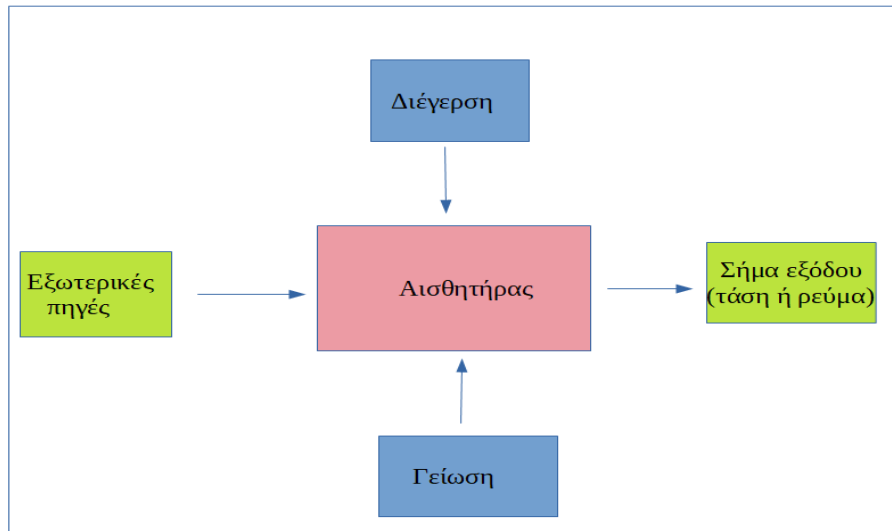 Διέγερση
Εξωτερικές
πηγές
Αισθητήρας
Σήμα εξόδου
(τάση ή ρεύμα)
Γείωση